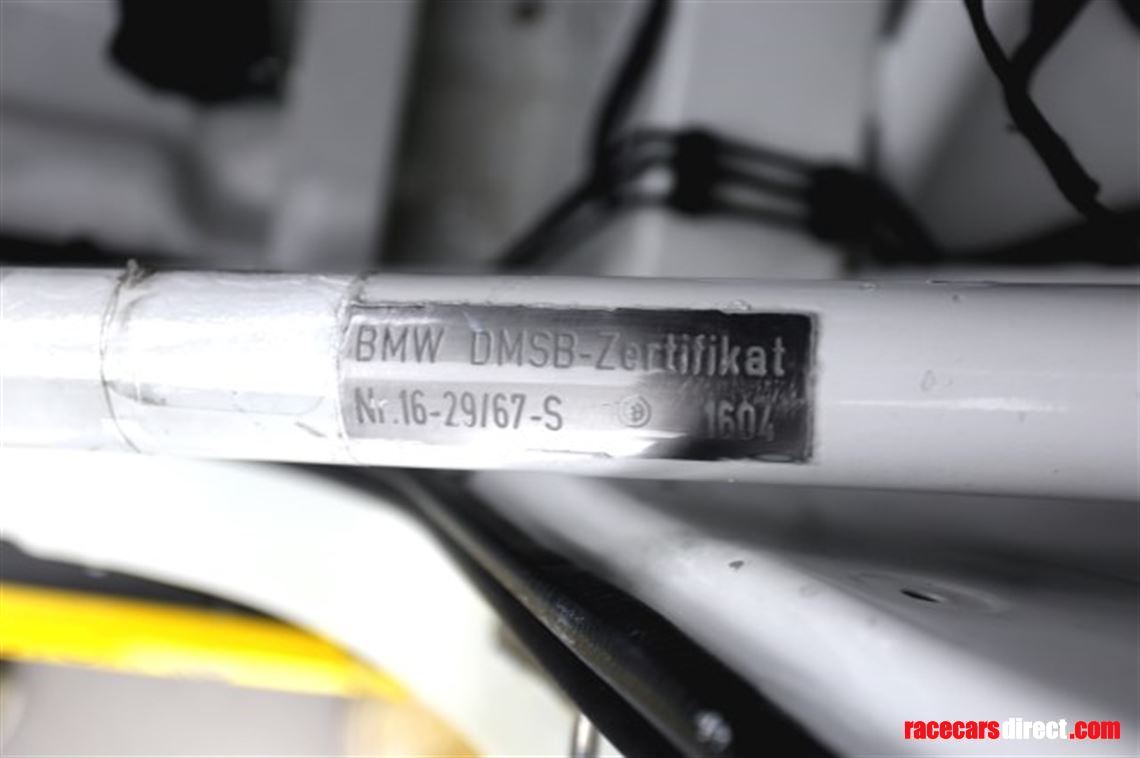 BMW DMSB-Zertifikat
Nr.16-29/67-S B 1604
racecarsdirect.com